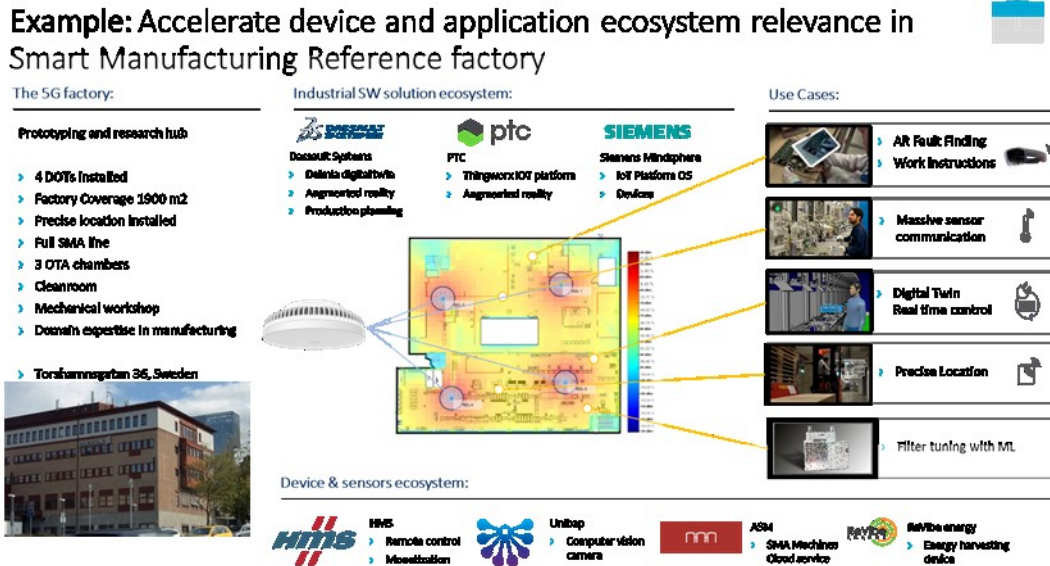 Example: Accelerate device and application ecosystem relevance in
Smart Manufacturing Reference factory
The 5G factory:
Prototyping and research hub
4 DOTs installed
Factory Coverage 1900 m2
Precise location installed
Full SMA line
3 OTA chambers
Cleanroom
Mechanical workshop
Domain expertise in manufacturing
Torshamnsgatan 36, Sweden
Industrial SW solution ecosystem:
DASSAULT SYSTEMES
Dassault Systems
Delmia digital twin
Augmented reality
Production planning
ptc
PTC
Thingworx IOT platform
Augmented reality
SIEMENS
Siemens Mindsphere
IoT Platform OS
Devices
Use Cases:
AR Fault Finding
Work instructions
Massive sensor
communication
Digital Twin
Real time control
Precise Location
Filter tuning with ML
Device & sensors ecosystem:
HMS
HMS
Remote control
Monetization
Unibap
Computer vision
camera
ASM
SMA Machines
Cloud service
ReVibe
ReVibe energy
Energy harvesting
device